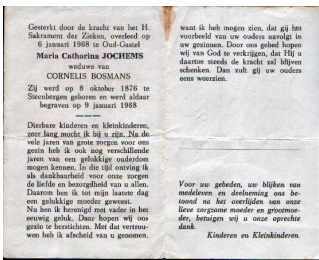 Gesterkt door de kracht van het H.
Sakrament der Zieken, overleed op
6 januari 1968 te Oud-Gastel
Maria Catharina JOCHEMS
weduwe van
CORNELIS BOSMANS
Zij werd op 8 oktober 1876 te
Steenbergen geboren en werd aldaar
begraven op 9 januari 1968
Dierbare kinderen en kleinkinderen,
zeer lang mocht ik bij u zijn. Na de
vele jaren van grote zorgen voor ons
gezin heb ik ook nog verschillende
jaren van een gelukkige ouderdom
mogen kennen. In die tijd ontving ik
als dankbaarheid voor onze zorgen
de liefde en bezorgdheid van u allen.
Daarom ben ik tot mijn laatste dag
een gelukkige moeder geweest.
Nu ben ik herenigd met vader in het
eeuwig geluk. Daar hopen wij ons
gezin te herstichten. Met dat vertrou-
wen heb ik afscheid van u genomen,
want ik heb mogen zien, dat gij het
voorbeeld van uw ouders navolgt in
uw gezinnen. Door ons gebed hopen
wij van God te verkrijgen, dat Hij u
daartoe steeds de kracht zal blijven
schenken. Dan zult gij uw ouders
eens weerzien.
Voor uw gebeden, uw blijken van
medeleven en deelneming ons be-
toond na het overlijden van onze
lieve zorgzame moeder en grootmoe-
der, betuigen wij u onze oprechte
dank.
Kinderen en Kleinkinderen.